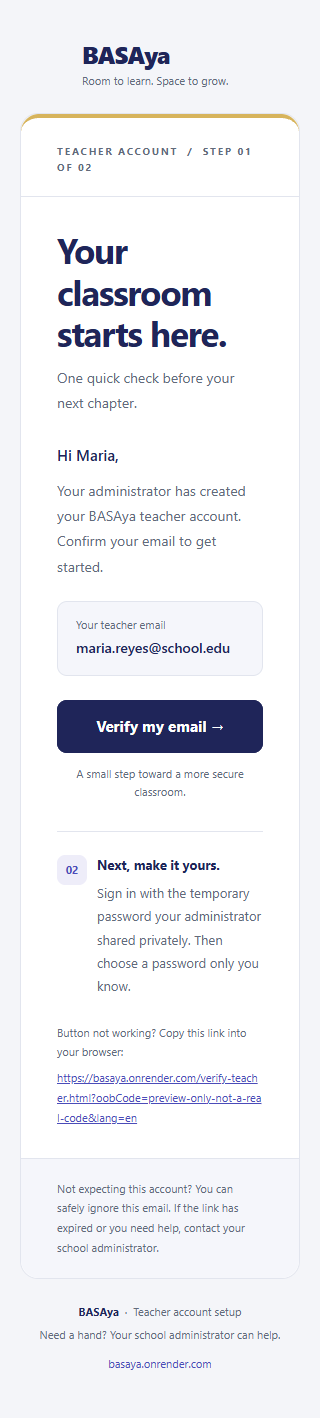 BASAya
Room to learn. Space to grow.
TEACHER ACCOUNT / STEP 01
OF 02
Your
classroom
starts here.
One quick check before your
next chapter.
Hi Maria,
Your administrator has created
your BASAya teacher account.
Confirm your email to get
started.
Your teacher email
maria.reyes@school.edu
Verify my email →
A small step toward a more secure
classroom.
02
Next, make it yours.
Sign in with the temporary
password your administrator
shared privately. Then
choose a password only you
know.
Button not working? Copy this link into
your browser:
https://basaya.onrender.com/verify-teach
er.html?oobCode=preview-only-not-a-rea
l-code&lang=en
Not expecting this account? You can
safely ignore this email. If the link has
expired or you need help, contact your
school administrator.
BASAya · Teacher account setup
Need a hand? Your school administrator can help.
basaya.onrender.com